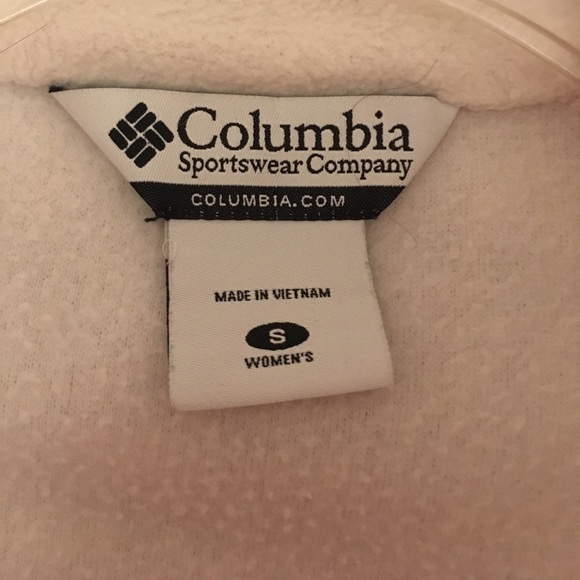 Columbia
Sportswear Company
COLUMBIA.COM
MADE IN VIETNAM
S
WOMEN'S